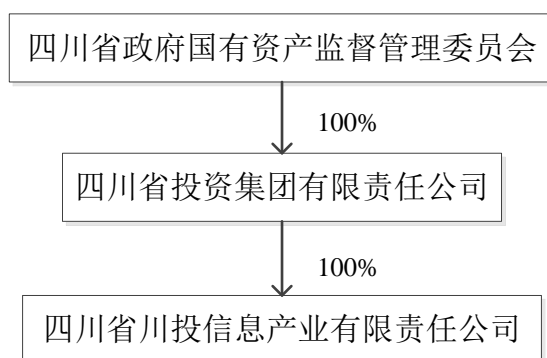 四川省政府国有资产监督管理委员会
100%
四川省投资集团有限责任公司
100%
四川省川投信息产业有限责任公司